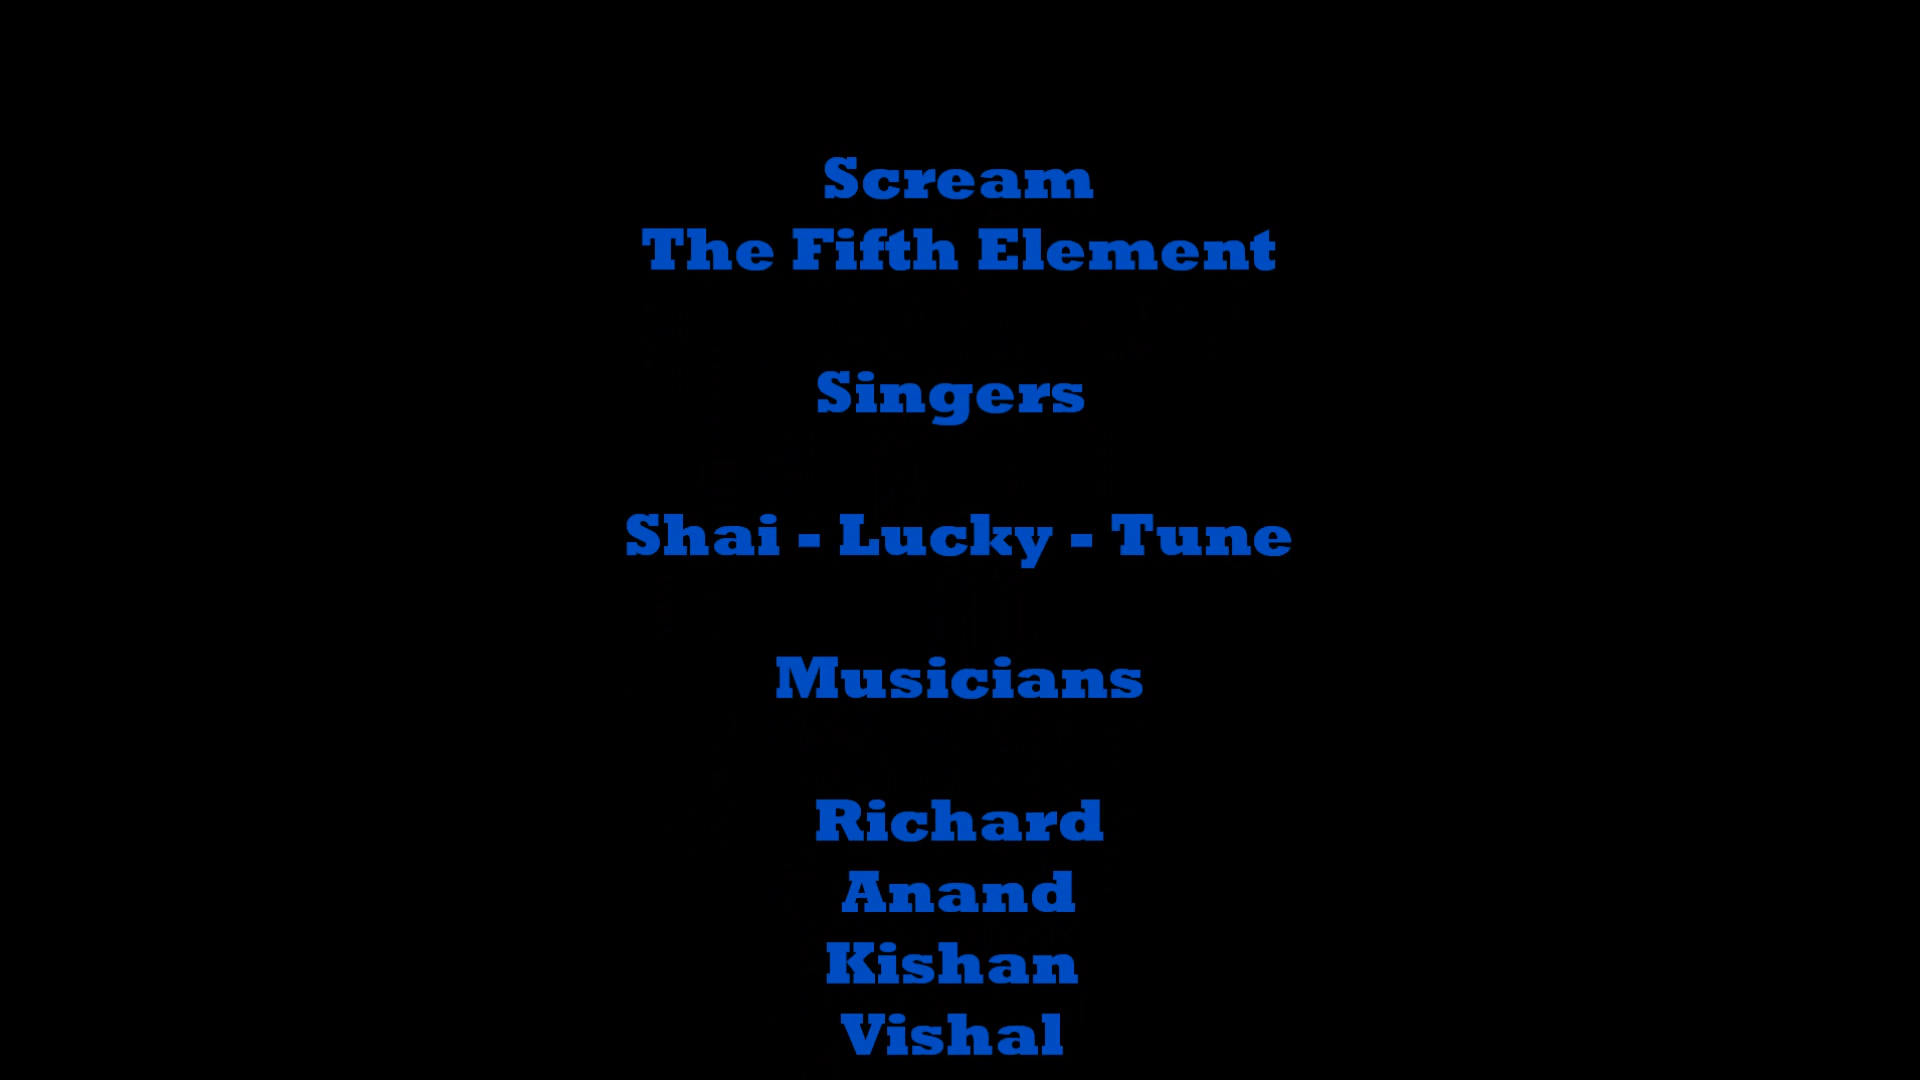 Scream
The Fifth Element
Singers
Shai - Lucky - Tune
Musicians
Richard
Anand
Kishan
Vishal